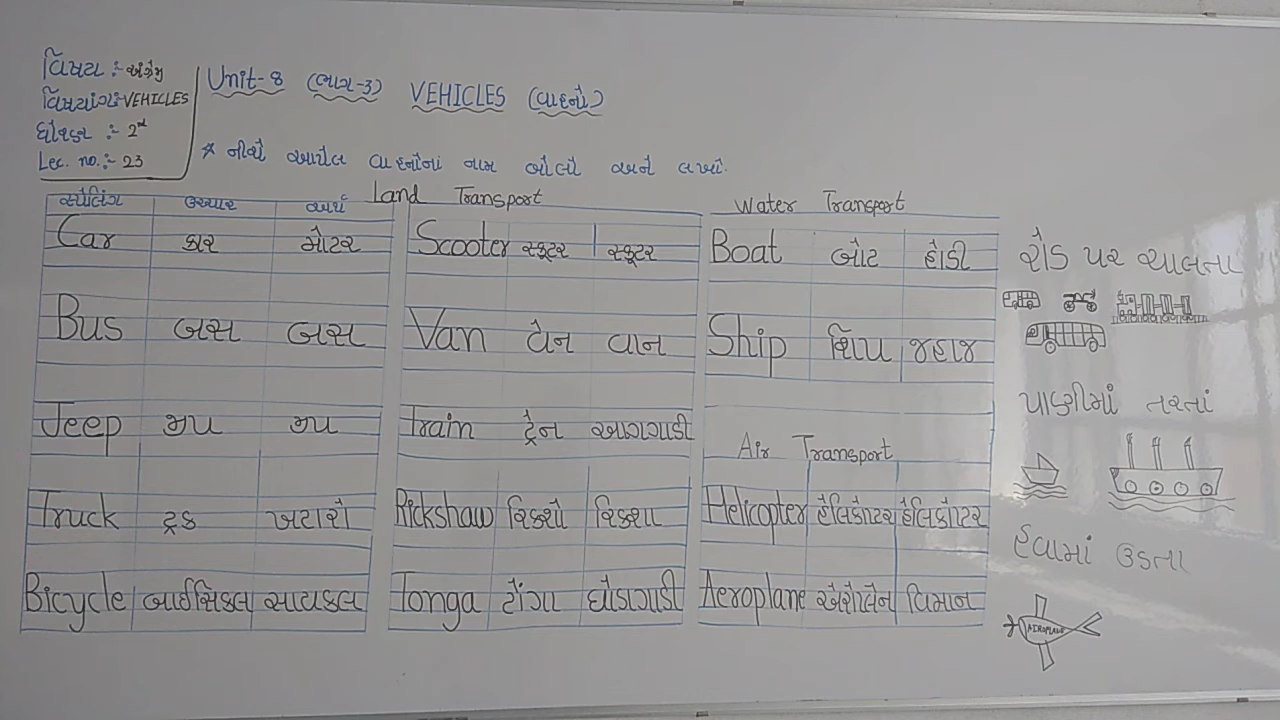 વિષય :- અંગ્રેજી
વિષયાંગ:-VEHICLES
ધોરણ :- 2nd
Lec. no. :- 23
Unit-8 (ભાગ-૩) VEHICLES (વાહનો)
* નીચે આપેલ વાહનોનાં નામ બોલો અને લખો.
Land Transport
સ્પેલિંગ ઉચ્ચાર અર્થ
Car કાર મોટર
Bus બસ બસ
Jeep જીપ જીપ
Truck ટ્રક ખટારો
Bicycle બાઈસિકલ સાયકલ
Scooter સ્કૂટર સ્કૂટર
Van વેન વાન
Train ટ્રેન આગગાડી
Rickshaw રિક્શો રિક્શા
Tonga ટોંગા ઘોડાગાડી
Water Transport
Boat બોટ હોડી
Ship શિપ જહાજ
Air Transport
Helicopter હેલિકોપ્ટર હેલિકોપ્ટર
Aeroplane એરોપ્લેન વિમાન
રોડ પર ચાલતા
પાણીમાં તરતાં
હવામાં ઉડતા
AEROPLANE